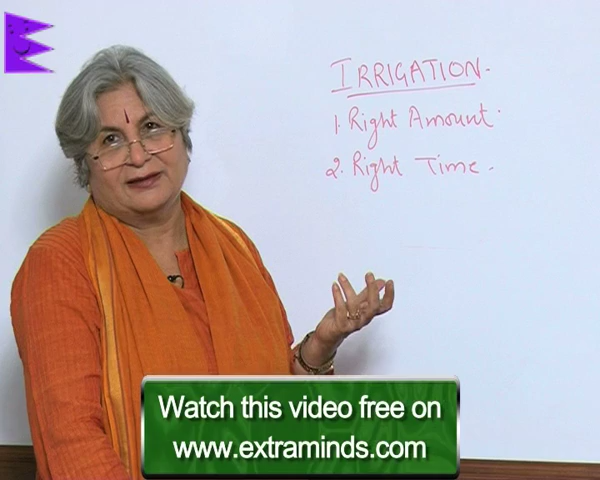 IRRIGATION.
1. Right Amount.
2. Right Time.
Watch this video free on
www.extraminds.com